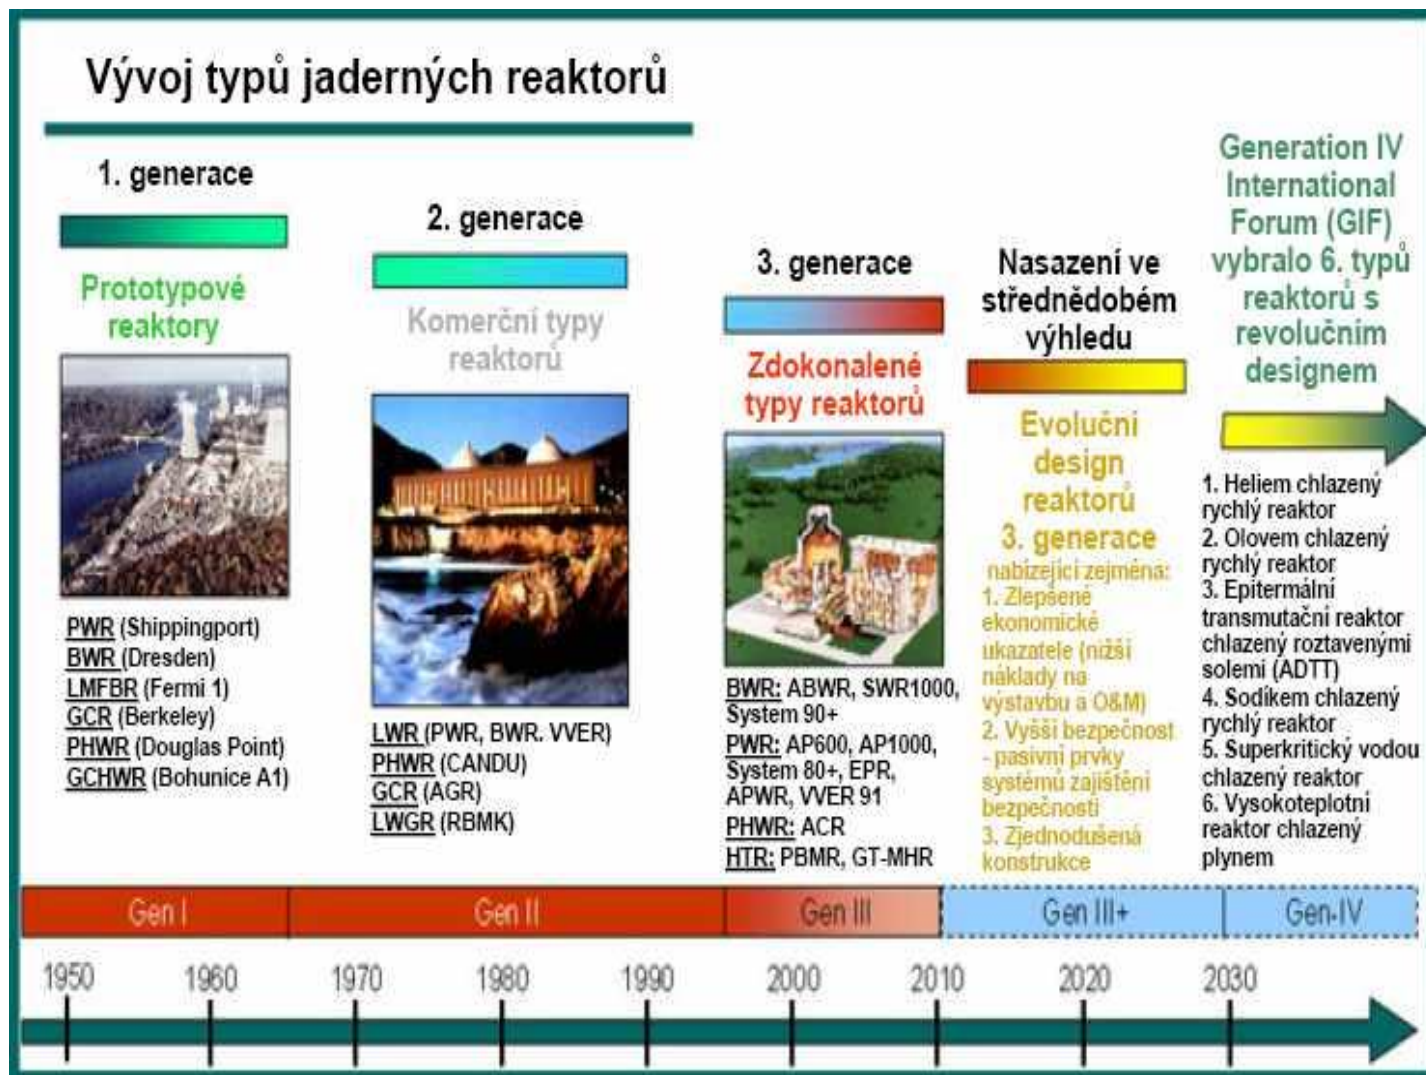 Vývoj typů jaderných reaktorů
1. generace
Prototypové
reaktory
PWR (Shippingport)
BWR (Dresden)
LMFBR (Fermi 1)
GCR (Berkeley)
PHWR (Douglas Point)
GCHWR (Bohunice A1)
2. generace
Komerční typy
reaktorů
LWR (PWR, BWR. VVER)
PHWR (CANDU)
GCR (AGR)
LWGR (RBMK)
3. generace
Zdokonalené
typy reaktorů
BWR: ABWR, SWR1000,
System 90+
PWR: AP600, AP1000,
System 80+, EPR,
APWR, VVER 91
PHWR: ACR
HTR: PBMR, GT-MHR
Nasazení ve
střednědobém
výhledu
Evoluční
design
reaktorů
3. generace
nabízející zejména:
1. Zlepšené
ekonomické
ukazatele (nižší
náklady na
výstavbu a O&M)
2. Vyšší bezpečnost
- pasivní prvky
systémů zajištění
bezpečnosti
3. Zjednodušená
konstrukce
Generation IV
International
Forum (GIF)
vybralo 6. typů
reaktorů s
revolučním
designem
1. Heliem chlazený
rychlý reaktor
2. Olovem chlazený
rychlý reaktor
3. Epitermální
transmutační reaktor
chlazený roztavenými
solemi (ADTT)
4. Sodíkem chlazený
rychlý reaktor
5. Superkritický vodou
chlazený reaktor
6. Vysokoteplotní
reaktor chlazený
plynem
Gen I
Gen II
Gen III
Gen III+
Gen-IV
1950
1960
1970
1980
1990
2000
2010
2020
2030